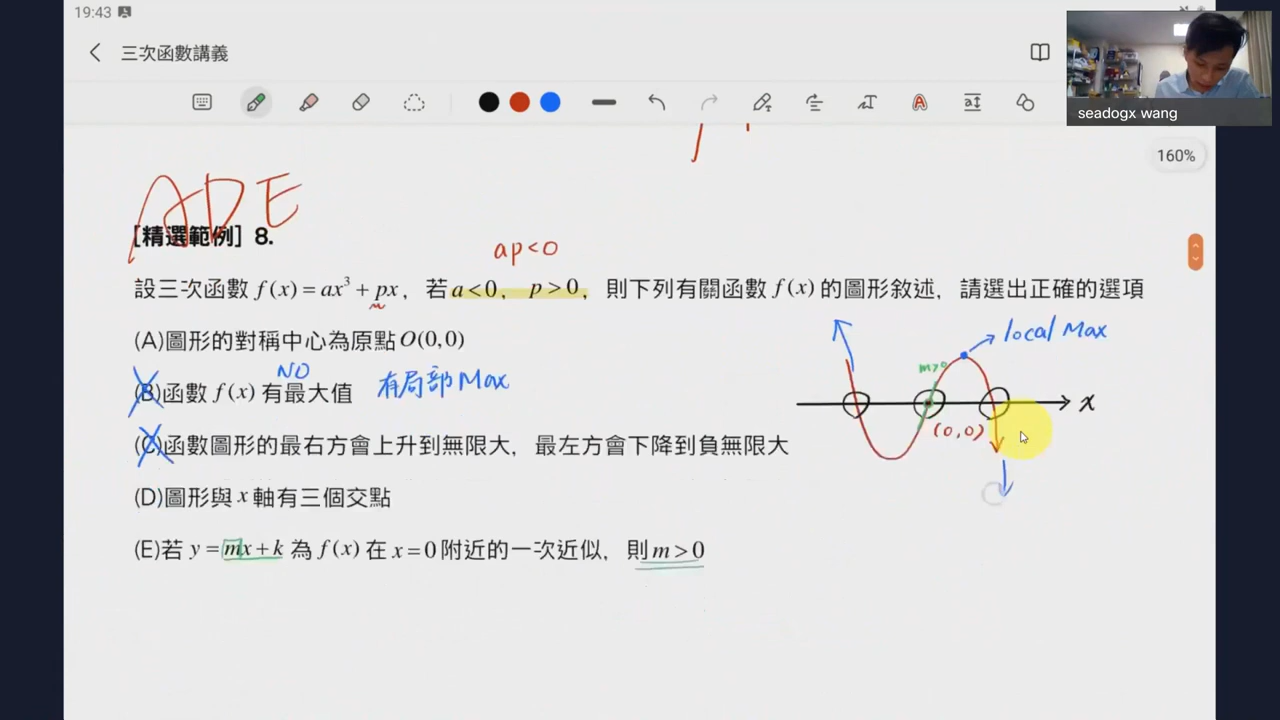 19:43
三次函數講義
seadogx wang
160%
ADE
[精選範例] 8.
ap<0
設三次函數 f(x)=ax³+px，若 a<0，p>0，則下列有關函數 f(x) 的圖形敘述，請選出正確的選項
(A)圖形的對稱中心為原點 O(0,0)
NO
(B)函數 f(x) 有最大值 有局部Max
(C)函數圖形的最右方會上升到無限大，最左方會下降到負無限大
(D)圖形與 x 軸有三個交點
(E)若 y=mx+k 為 f(x) 在 x=0 附近的一次近似，則 m>0
local Max
m>0
x
(0,0)